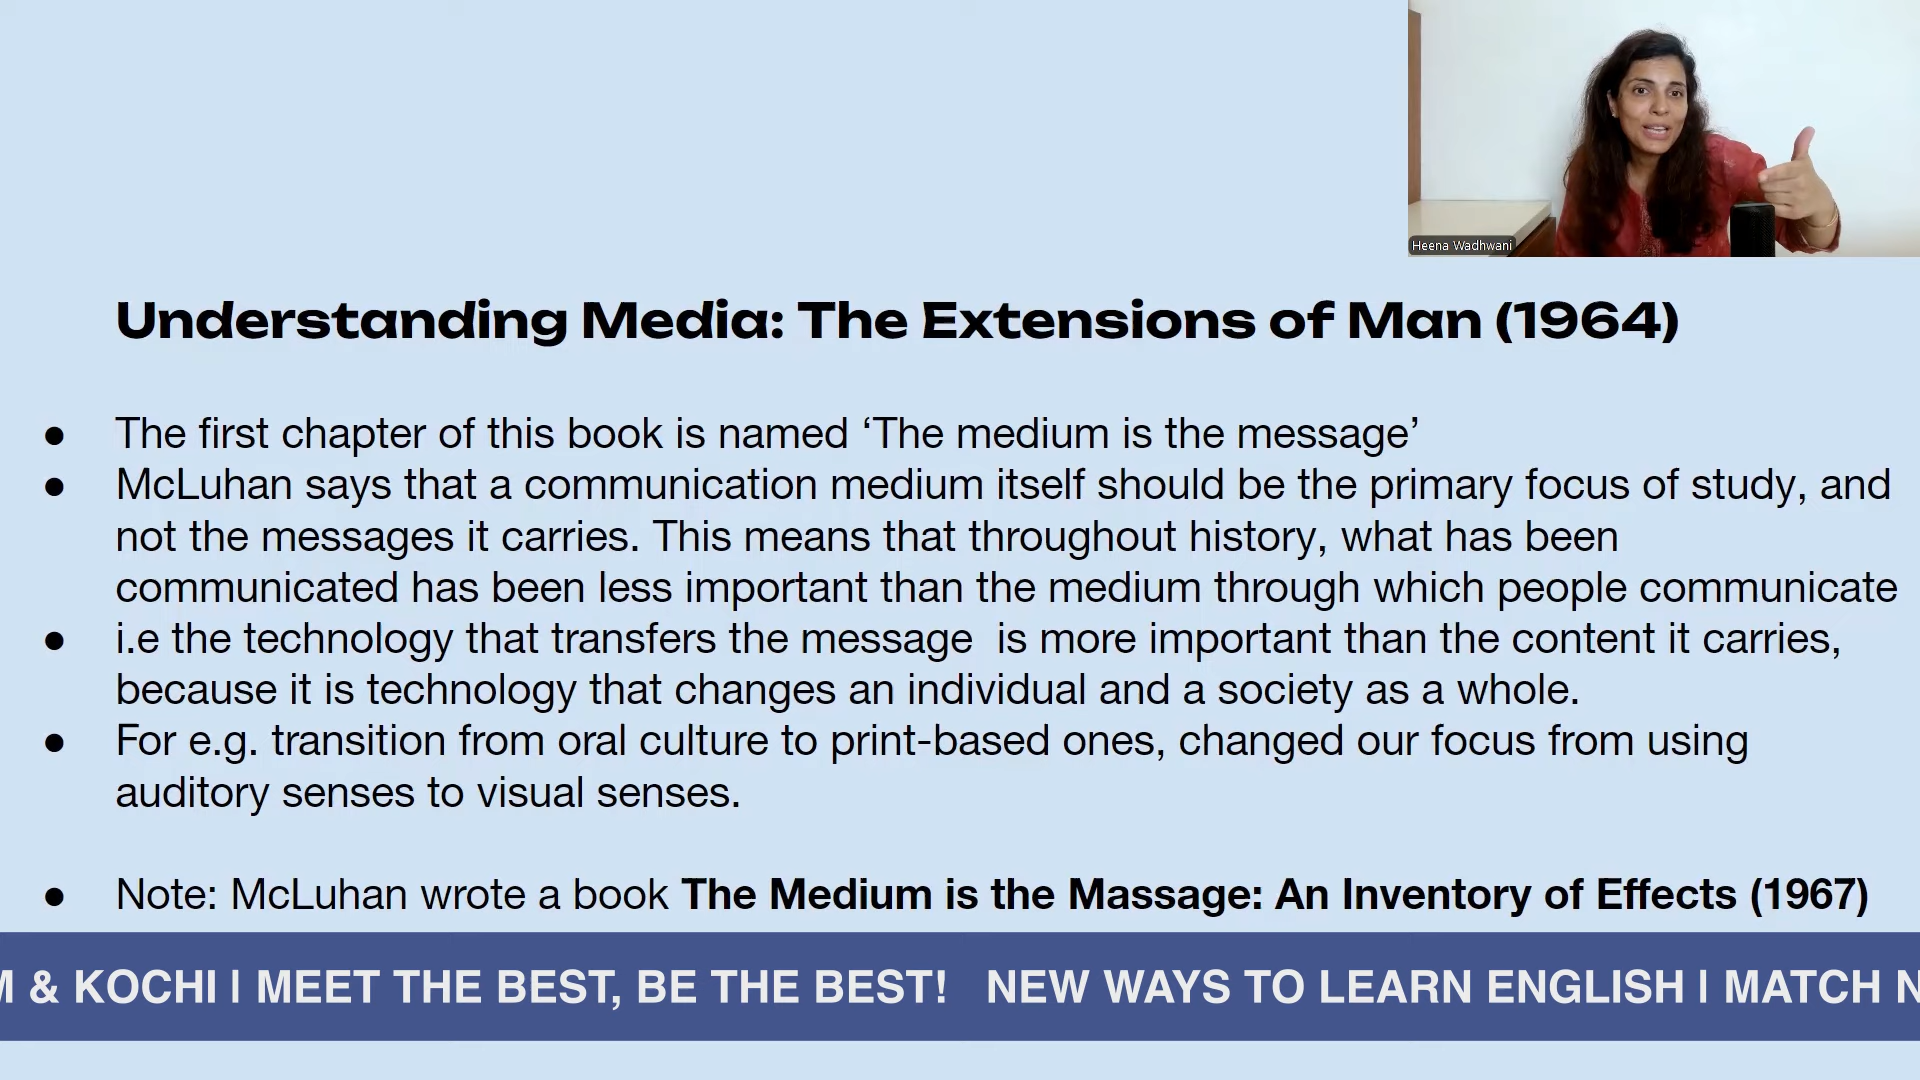 Heena Wadhwani
Understanding Media: The Extensions of Man (1964)
● The first chapter of this book is named ‘The medium is the message’
● McLuhan says that a communication medium itself should be the primary focus of study, and
not the messages it carries. This means that throughout history, what has been
communicated has been less important than the medium through which people communicate
● i.e the technology that transfers the message  is more important than the content it carries,
because it is technology that changes an individual and a society as a whole.
● For e.g. transition from oral culture to print-based ones, changed our focus from using
auditory senses to visual senses.
● Note: McLuhan wrote a book The Medium is the Massage: An Inventory of Effects (1967)
M & KOCHI | MEET THE BEST, BE THE BEST!   NEW WAYS TO LEARN ENGLISH | MATCH N